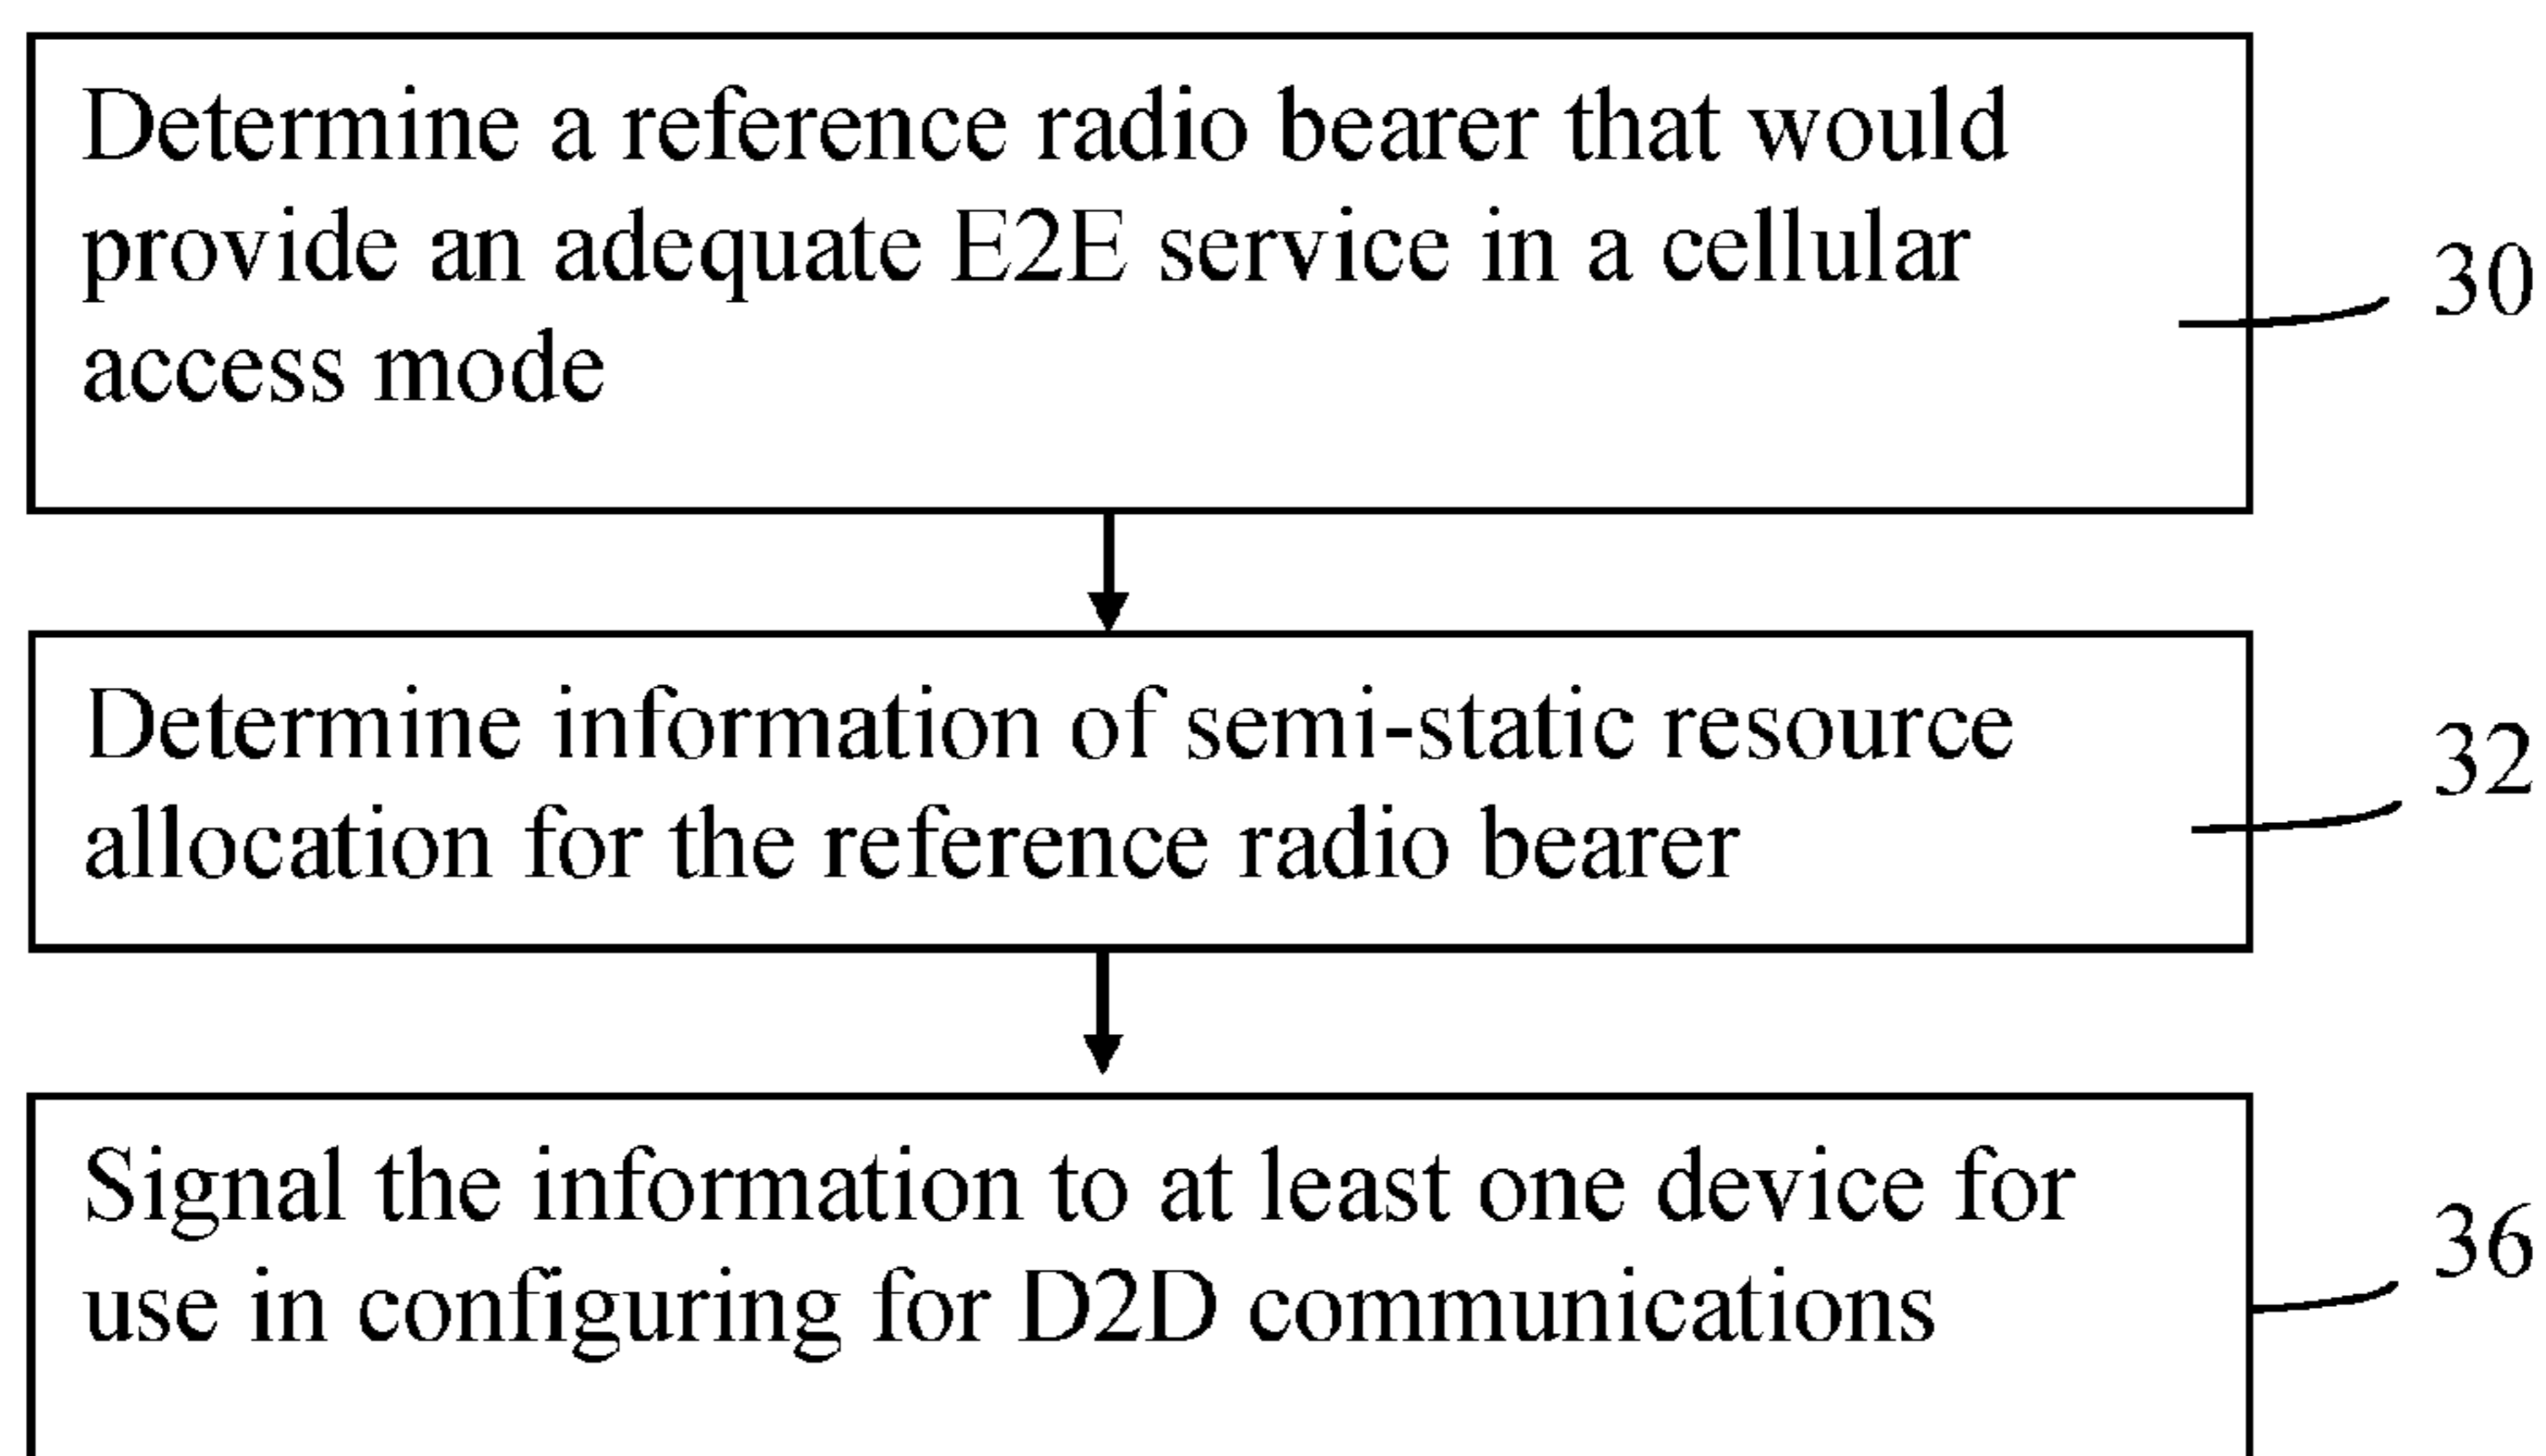 Determine a reference radio bearer that would
provide an adequate E2E service in a cellular
access mode
30
Determine information of semi-static resource
allocation for the reference radio bearer
32
Signal the information to at least one device for
use in configuring for D2D communications
36